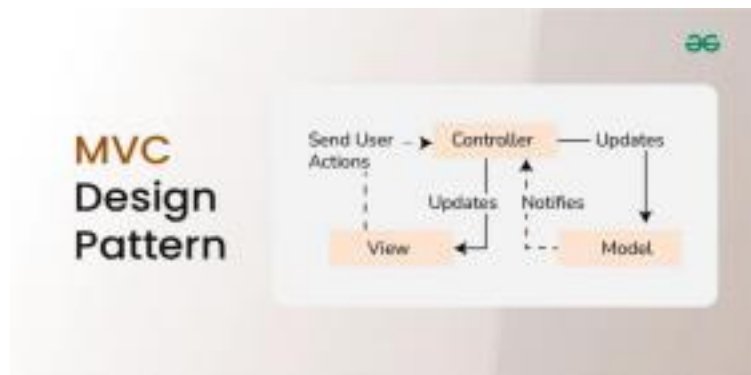 MVC
Design
Pattern
Send User
Actions
Controller
Updates
Updates
Notifies
View
Model